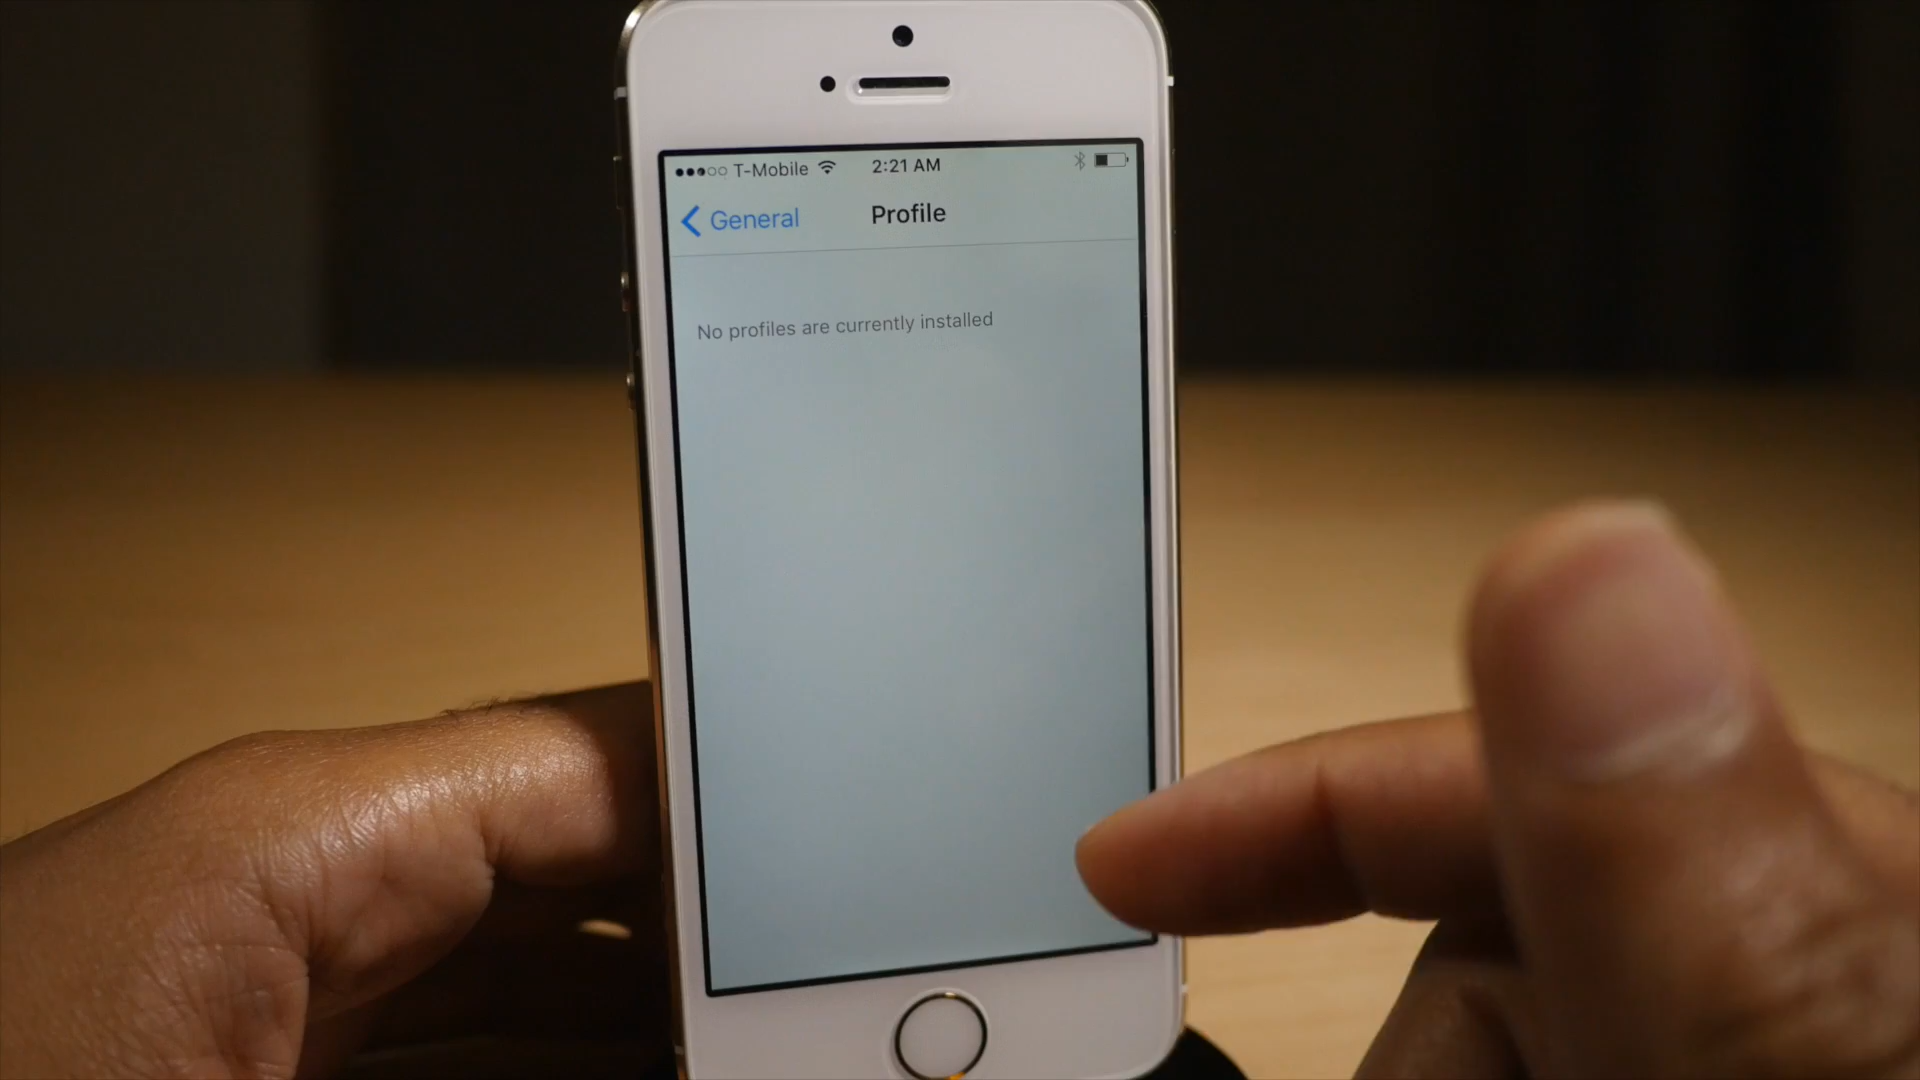 T-Mobile 2:21 AM
General Profile
No profiles are currently installed